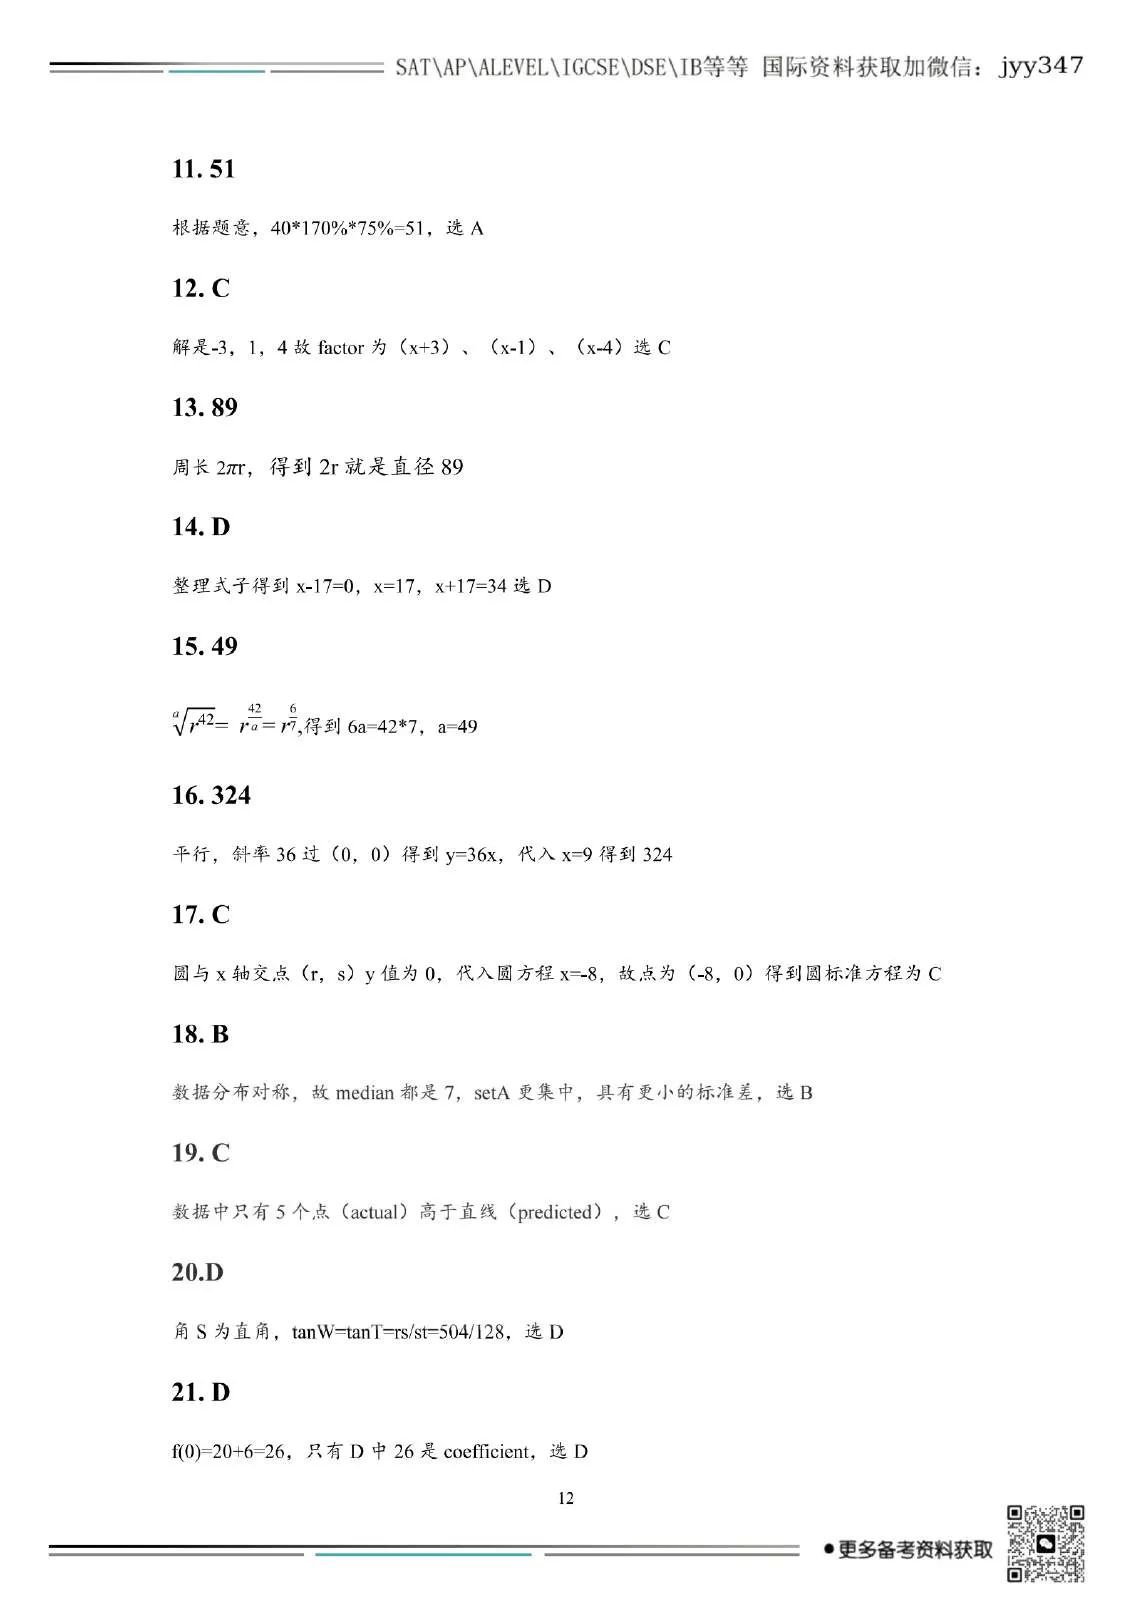 SAT\AP\ALEVEL\IGCSE\DSE\IB等等 国际资料获取加微信：jyy347
11. 51
根据题意，40*170%*75%=51，选 A
12. C
解是-3，1，4 故 factor 为（x+3）、（x-1）、（x-4）选 C
13. 89
周长 2πr，得到 2r 就是直径 89
14. D
整理式子得到 x-17=0，x=17，x+17=34 选 D
15. 49
ᵃ√r⁴²= r^(42/a)= r^(6/7),得到 6a=42*7，a=49
16. 324
平行，斜率 36 过（0，0）得到 y=36x，代入 x=9 得到 324
17. C
圆与 x 轴交点（r，s）y 值为 0，代入圆方程 x=-8，故点为（-8，0）得到圆标准方程为 C
18. B
数据分布对称，故 median 都是 7，setA 更集中，具有更小的标准差，选 B
19. C
数据中只有 5 个点（actual）高于直线（predicted），选 C
20.D
角 S 为直角，tanW=tanT=rs/st=504/128，选 D
21. D
f(0)=20+6=26，只有 D 中 26 是 coefficient，选 D
12
●更多备考资料获取